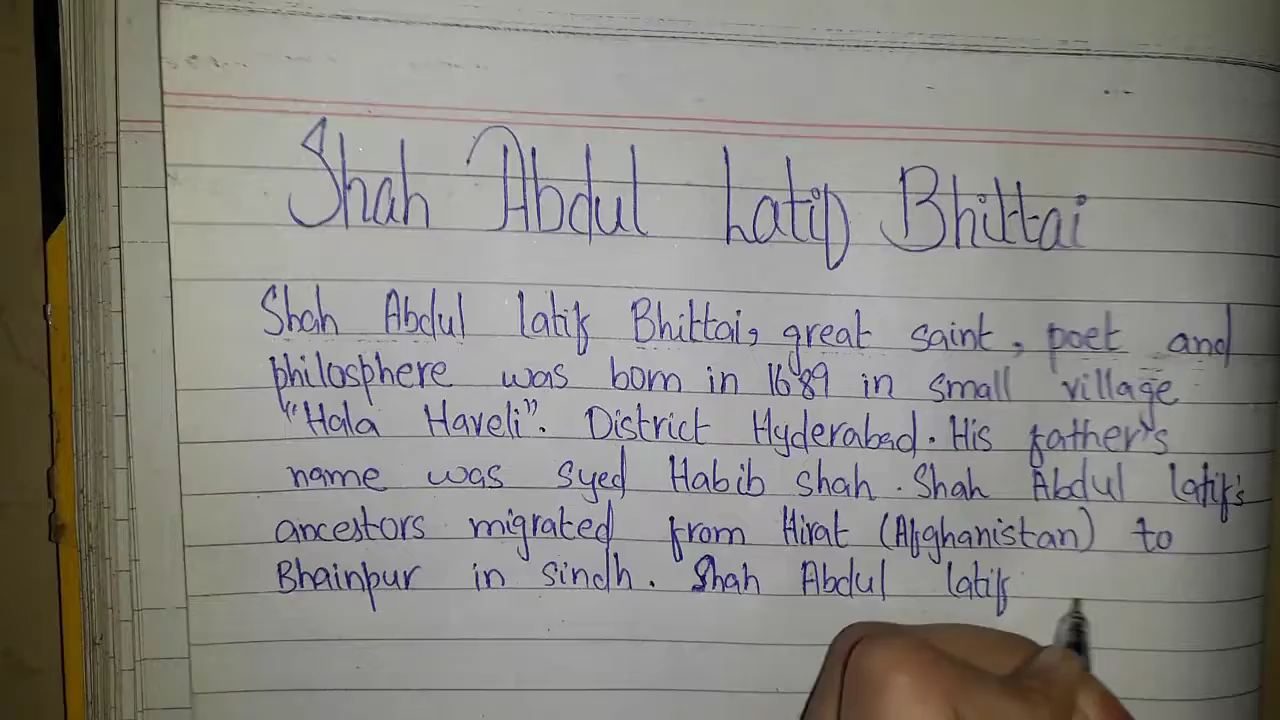 Shah Abdul Latif Bhittai
Shah Abdul latif Bhittai, great saint, poet and
philosphere was born in 1689 in small village
"Hala Haveli". District Hyderabad. His father's
name was syed Habib shah. Shah Abdul latif's
ancestors migrated from Hirat (Afghanistan) to
Bhainpur in sindh. Shah Abdul latif